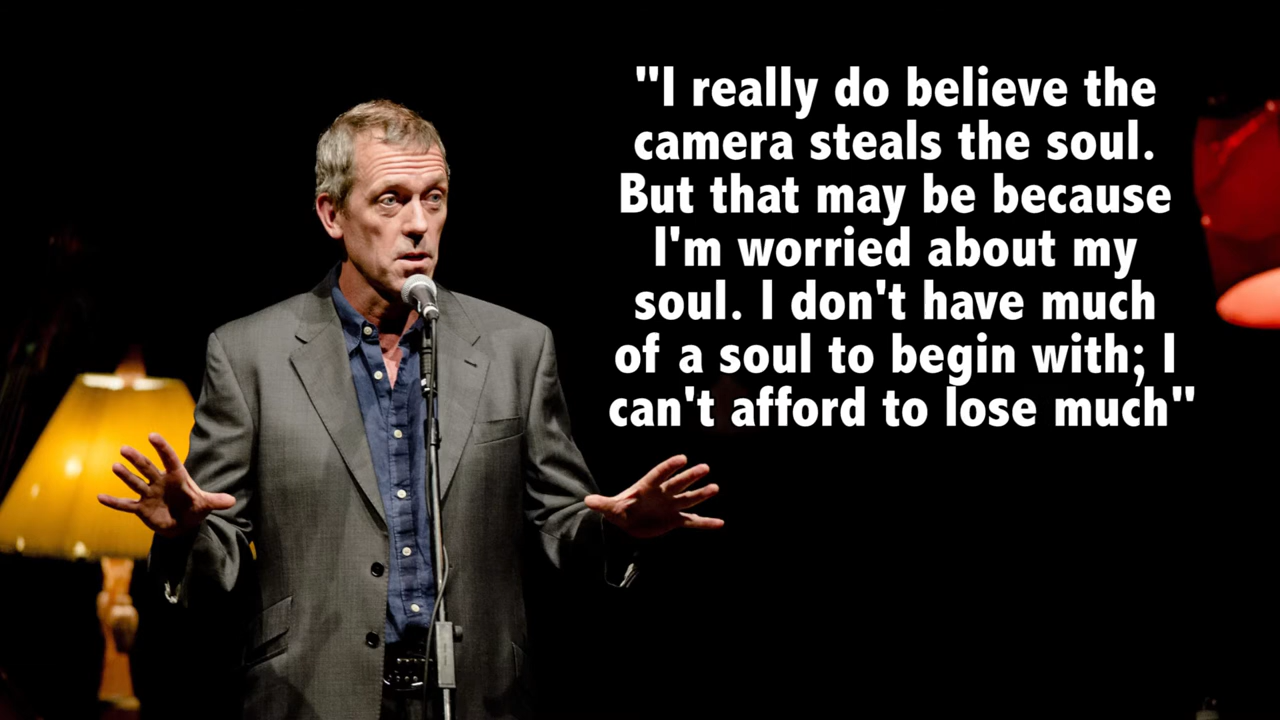 "I really do believe the
camera steals the soul.
But that may be because
I'm worried about my
soul. I don't have much
of a soul to begin with; I
can't afford to lose much"